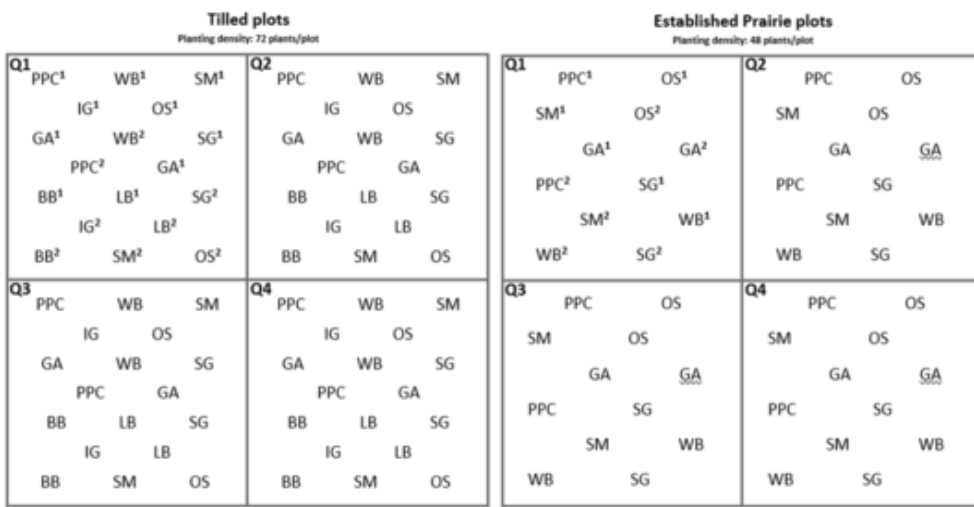 Tilled plots
Planting density: 72 plants/plot
Q1
PPC¹ WB¹ SM¹
IG¹ OS¹
GA¹ WB² SG¹
PPC² GA¹
BB¹ LB¹ SG²
IG² LB²
BB² SM² OS²
Q2
PPC WB SM
IG OS
GA WB SG
PPC GA
BB LB SG
IG LB
BB SM OS
Q3
PPC WB SM
IG OS
GA WB SG
PPC GA
BB LB SG
IG LB
BB SM OS
Q4
PPC WB SM
IG OS
GA WB SG
PPC GA
BB LB SG
IG LB
BB SM OS
Established Prairie plots
Planting density: 48 plants/plot
Q1
PPC¹ OS¹
SM¹ OS²
GA¹ GA²
PPC² SG¹
SM² WB¹
WB² SG²
Q2
PPC OS
SM OS
GA GA
PPC SG
SM WB
WB SG
Q3
PPC OS
SM OS
GA GA
PPC SG
SM WB
WB SG
Q4
PPC OS
SM OS
GA GA
PPC SG
SM WB
WB SG